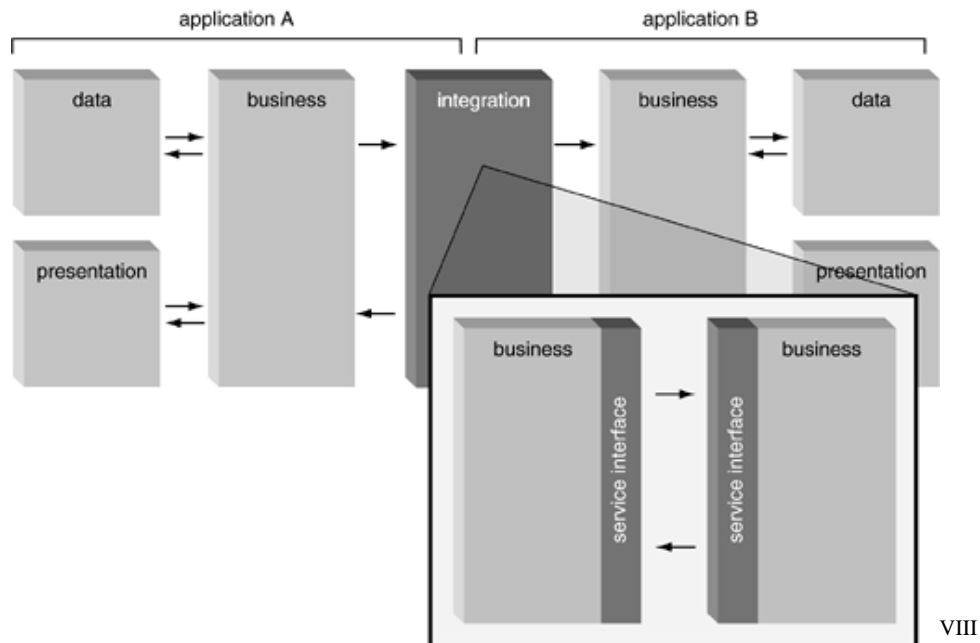 application A
application B
data
business
integration
business
data
presentation
presentation
business
service interface
service interface
business
VIII